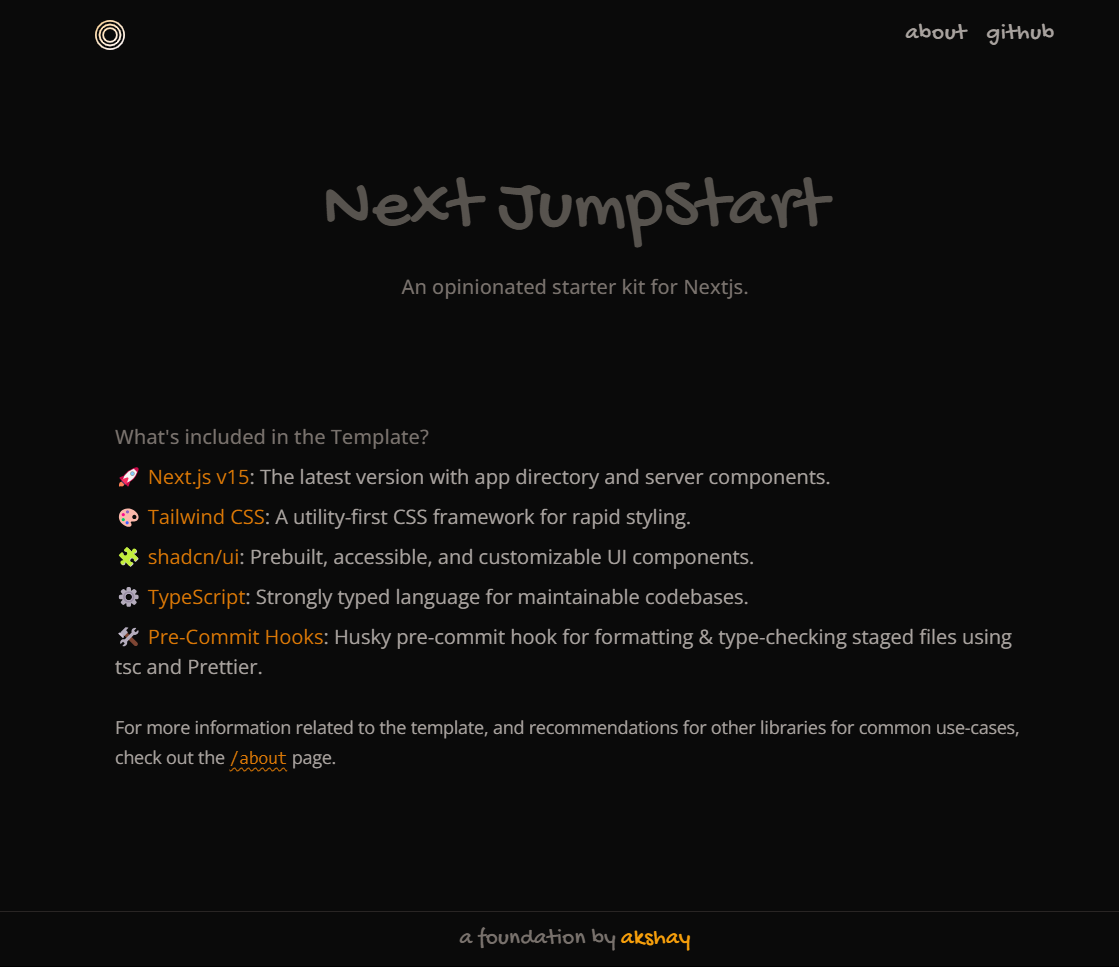 about github
Next JumpStart
An opinionated starter kit for Nextjs.
What's included in the Template?
🚀 Next.js v15: The latest version with app directory and server components.
🎨 Tailwind CSS: A utility-first CSS framework for rapid styling.
🧩 shadcn/ui: Prebuilt, accessible, and customizable UI components.
⚙️ TypeScript: Strongly typed language for maintainable codebases.
🛠️ Pre-Commit Hooks: Husky pre-commit hook for formatting & type-checking staged files using
tsc and Prettier.
For more information related to the template, and recommendations for other libraries for common use-cases,
check out the /about page.
a foundation by akshay